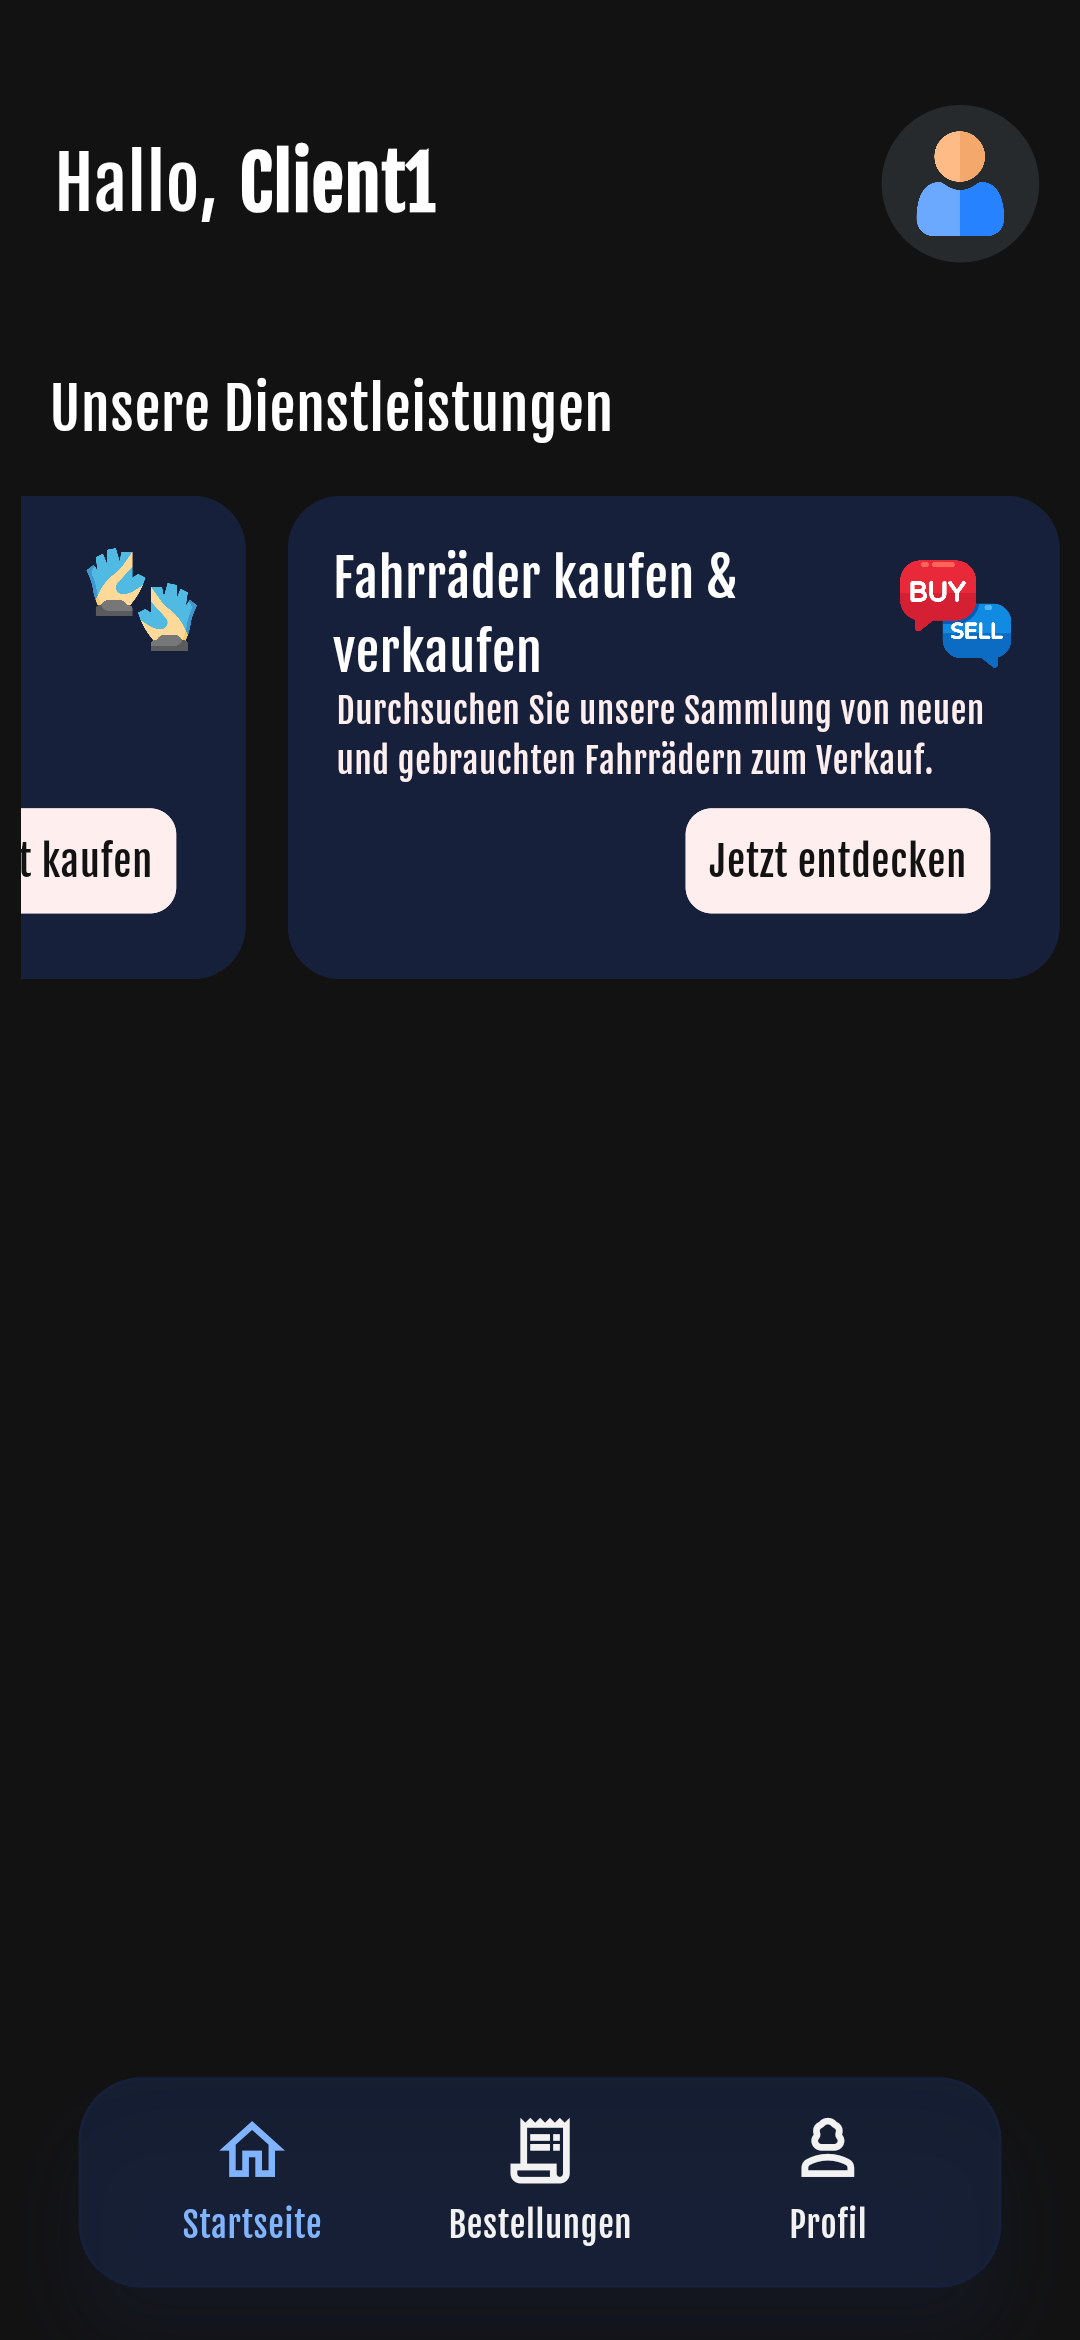 Hallo, Client1
Unsere Dienstleistungen
Fahrräder kaufen &
verkaufen
BUY
SELL
Durchsuchen Sie unsere Sammlung von neuen
und gebrauchten Fahrrädern zum Verkauf.
t kaufen
Jetzt entdecken
Startseite
Bestellungen
Profil